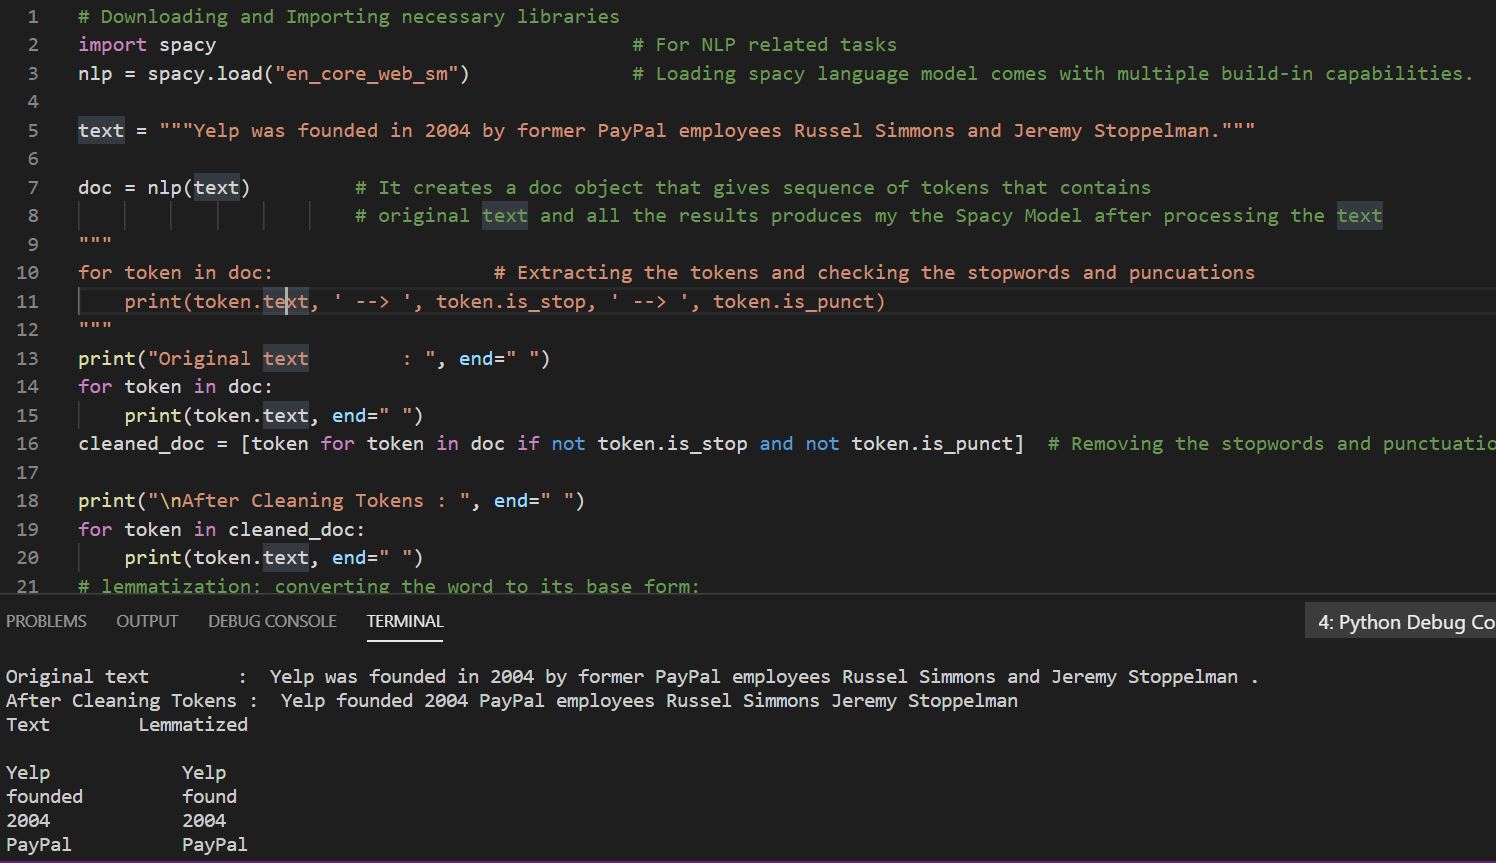 1 # Downloading and Importing necessary libraries
2 import spacy # For NLP related tasks
3 nlp = spacy.load("en_core_web_sm") # Loading spacy language model comes with multiple build-in capabilities.
4
5 text = """Yelp was founded in 2004 by former PayPal employees Russel Simmons and Jeremy Stoppelman."""
6
7 doc = nlp(text) # It creates a doc object that gives sequence of tokens that contains
8 # original text and all the results produces my the Spacy Model after processing the text
9 """
10 for token in doc: # Extracting the tokens and checking the stopwords and puncuations
11 print(token.text, ' --> ', token.is_stop, ' --> ', token.is_punct)
12 """
13 print("Original text : ", end=" ")
14 for token in doc:
15 print(token.text, end=" ")
16 cleaned_doc = [token for token in doc if not token.is_stop and not token.is_punct] # Removing the stopwords and punctuatio
17
18 print("\nAfter Cleaning Tokens : ", end=" ")
19 for token in cleaned_doc:
20 print(token.text, end=" ")
21 # lemmatization: converting the word to its base form:
PROBLEMS OUTPUT DEBUG CONSOLE TERMINAL 4: Python Debug Co
Original text : Yelp was founded in 2004 by former PayPal employees Russel Simmons and Jeremy Stoppelman .
After Cleaning Tokens : Yelp founded 2004 PayPal employees Russel Simmons Jeremy Stoppelman
Text Lemmatized
Yelp Yelp
founded found
2004 2004
PayPal PayPal